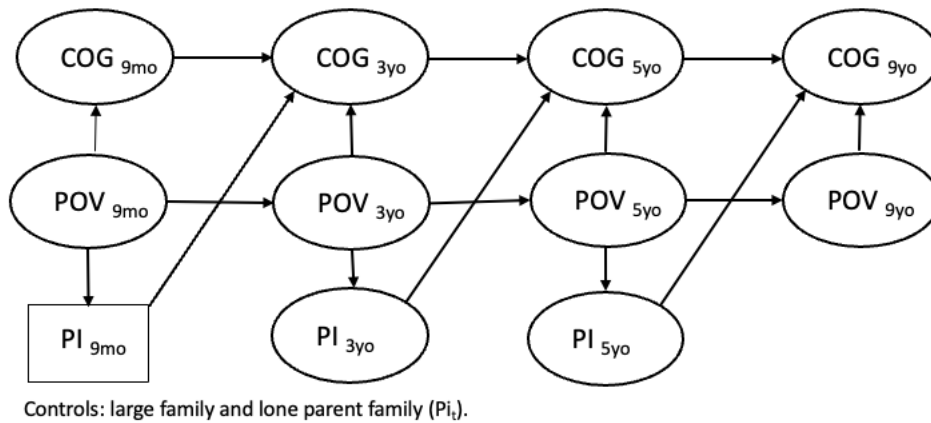 COG 9mo COG 3yo COG 5yo COG 9yo
POV 9mo POV 3yo POV 5yo POV 9yo
PI 9mo PI 3yo PI 5yo
Controls: large family and lone parent family (Pit).